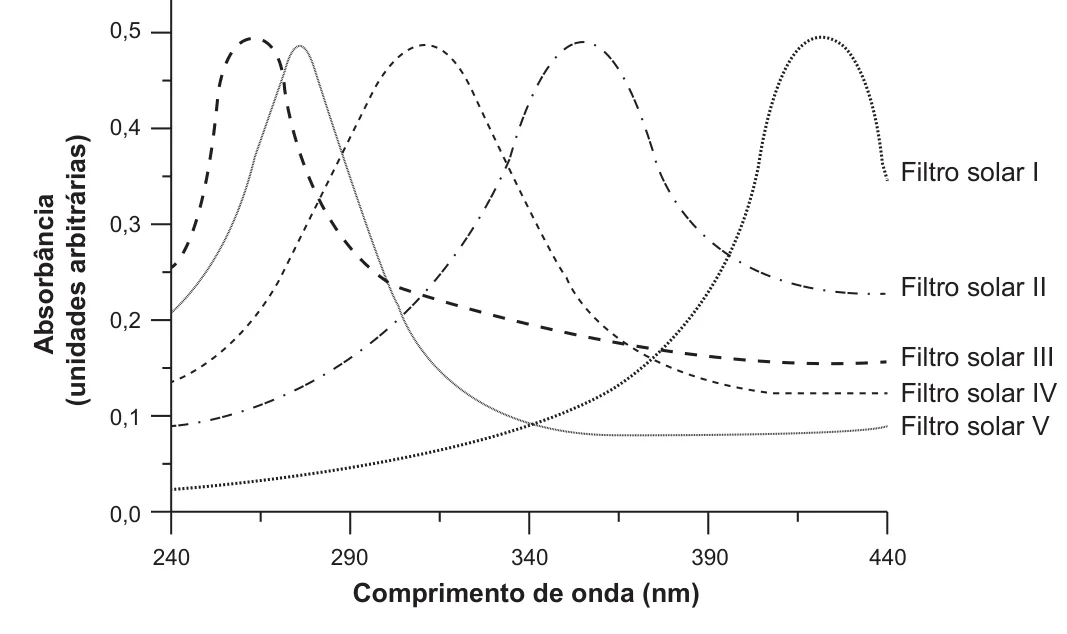 Absorbância
(unidades arbitrárias)
0,5
0,4
0,3
0,2
0,1
0,0
240
290
340
390
440
Comprimento de onda (nm)
Filtro solar I
Filtro solar II
Filtro solar III
Filtro solar IV
Filtro solar V